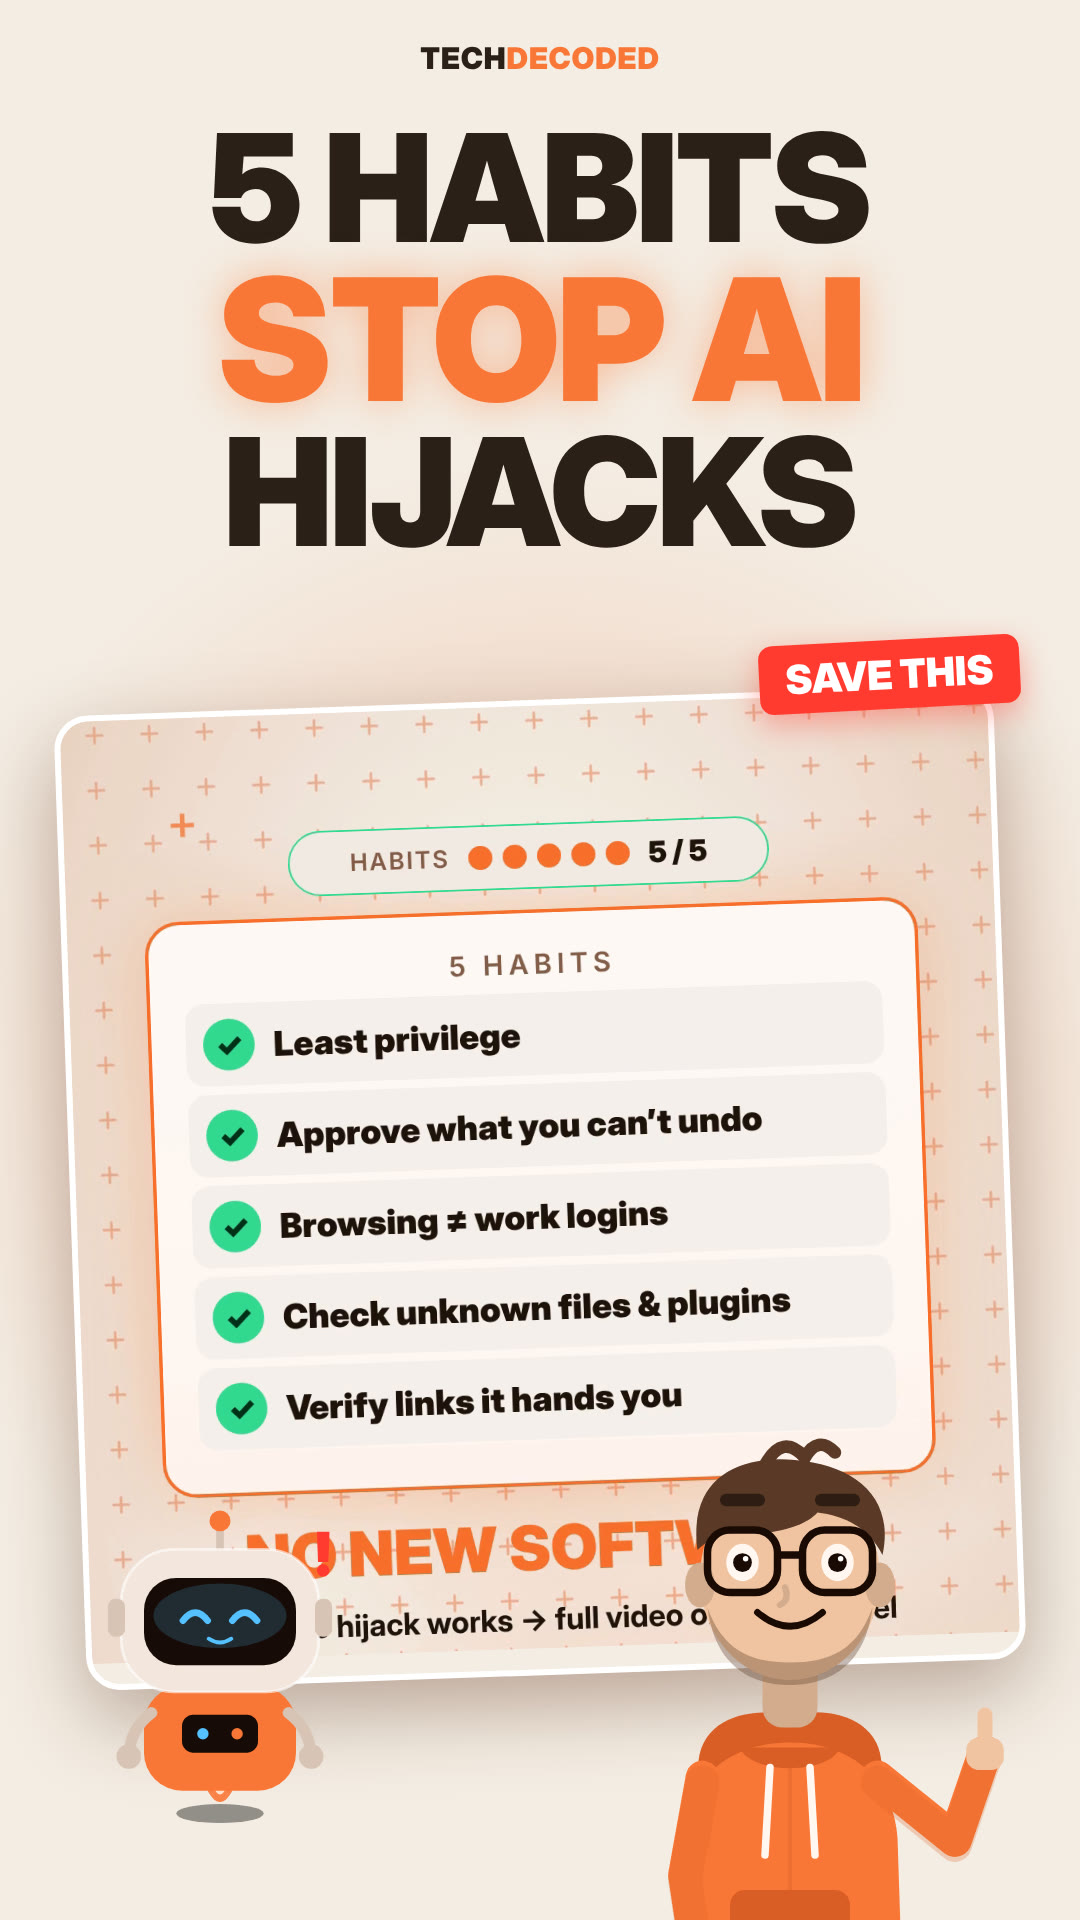 TECHDECODED
5 HABITS
STOP AI
HIJACKS
SAVE THIS
HABITS 5/5
5 HABITS
Least privilege
Approve what you can't undo
Browsing ≠ work logins
Check unknown files & plugins
Verify links it hands you
NO NEW
hijack works → full video